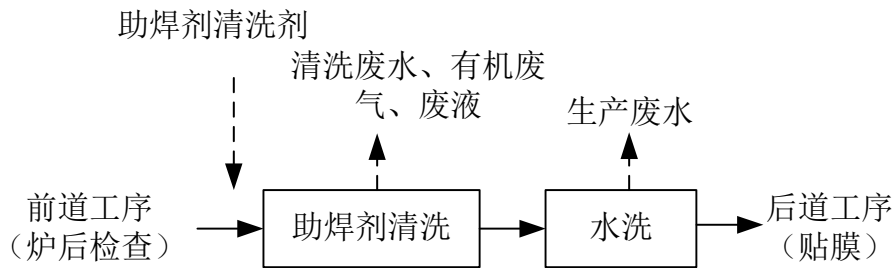 助焊剂清洗剂
清洗废水、有机废
气、废液
生产废水
前道工序
（炉后检查）
助焊剂清洗
水洗
后道工序
（贴膜）